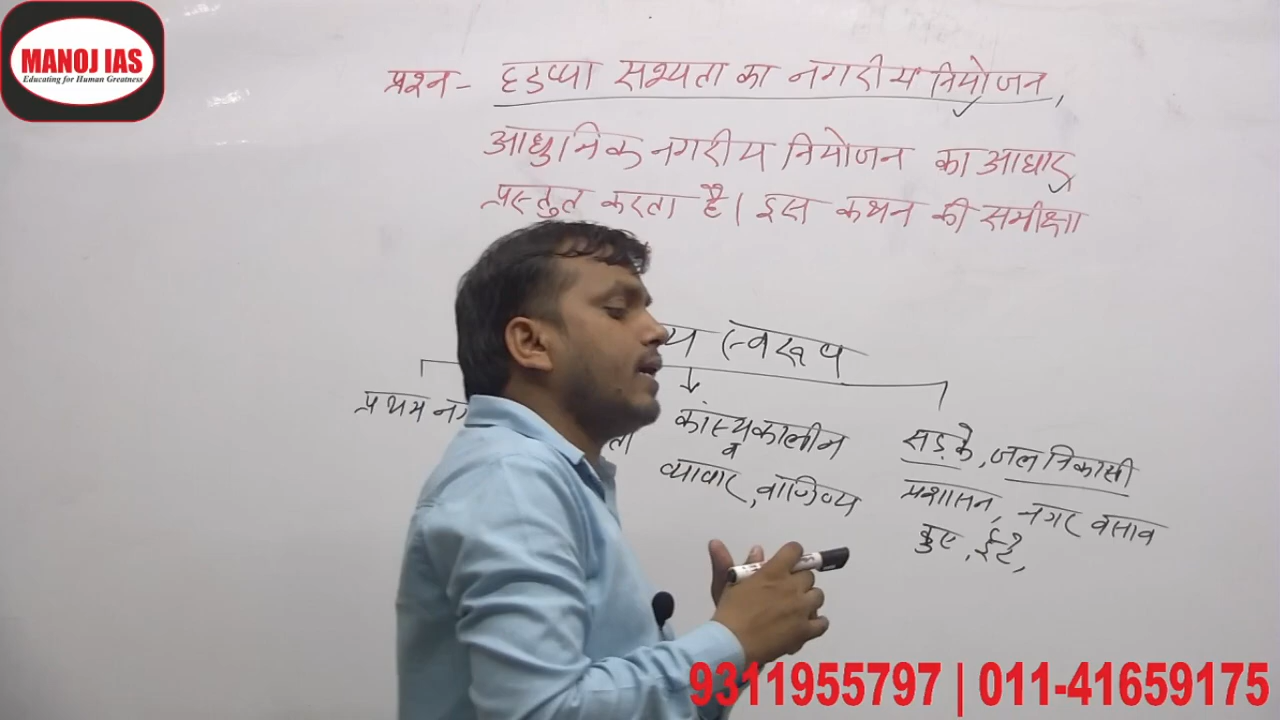 MANOJ IAS
Educating for Human Greatness
प्रश्न - हडप्पा सभ्यता का नगरीय नियोजन,
आधुनिक नगरीय नियोजन का आधार
प्रस्तुत करता है। इस कथन की समीक्षा
स्वरूप
प्रथम
कांस्यकालीन
व
व्यापार, वाणिज्य
सड़के, जल निकासी
प्रशासन, नगर बसाव
कुए, ईंटे,
9311955797 | 011-41659175